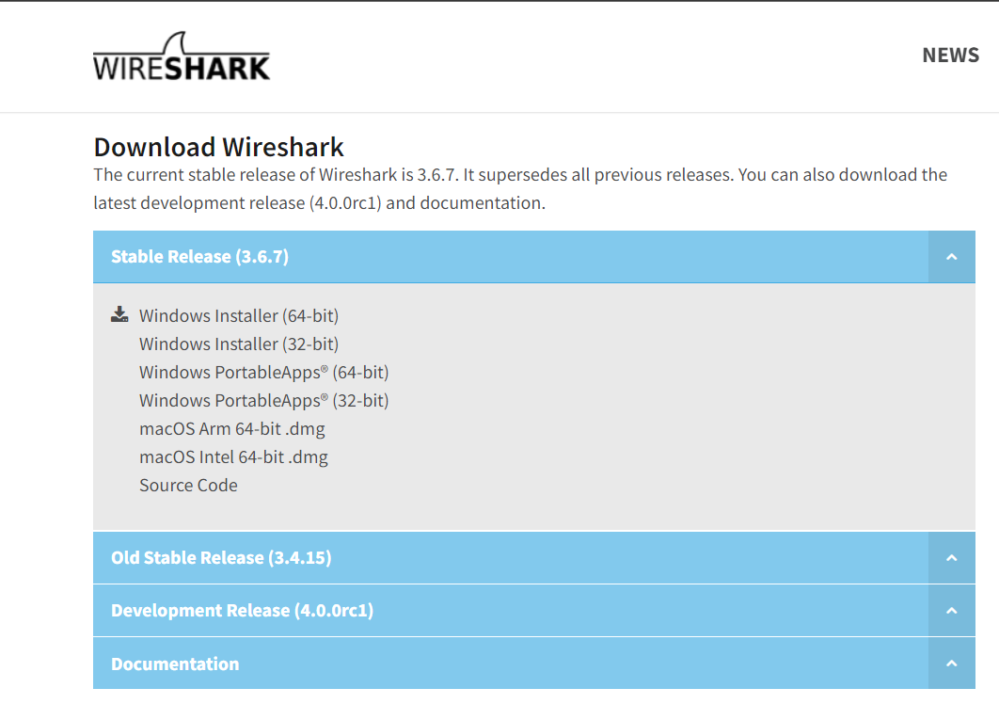 WIRESHARK
NEWS
Download Wireshark
The current stable release of Wireshark is 3.6.7. It supersedes all previous releases. You can also download the
latest development release (4.0.0rc1) and documentation.
Stable Release (3.6.7)
Windows Installer (64-bit)
Windows Installer (32-bit)
Windows PortableApps® (64-bit)
Windows PortableApps® (32-bit)
macOS Arm 64-bit .dmg
macOS Intel 64-bit .dmg
Source Code
Old Stable Release (3.4.15)
Development Release (4.0.0rc1)
Documentation